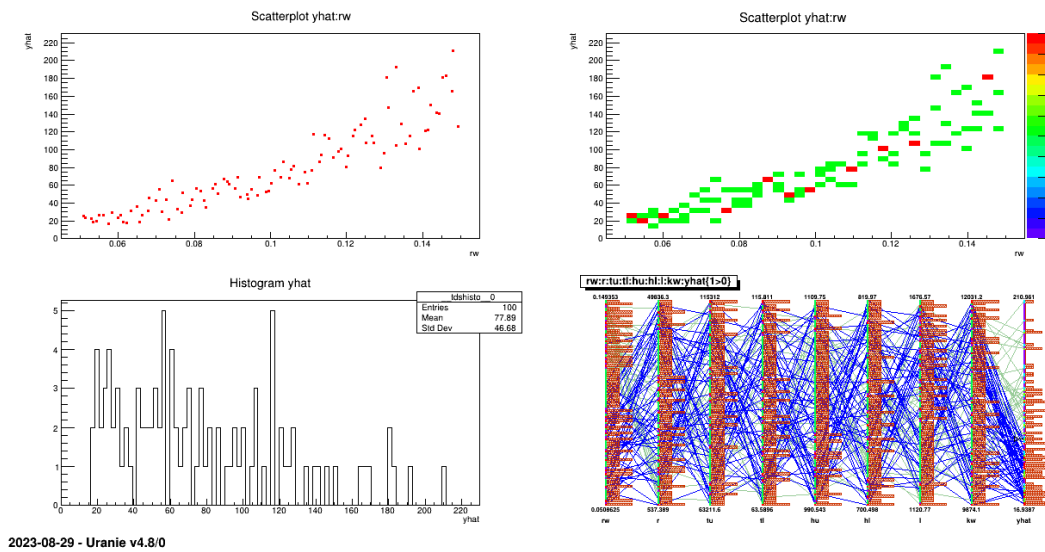 Scatterplot yhat:rw
yhat
220
200
180
160
140
120
100
80
60
40
20
0
0.06
0.08
0.1
0.12
0.14
rw
Scatterplot yhat:rw
yhat
220
200
180
160
140
120
100
80
60
40
20
0
0.06
0.08
0.1
0.12
0.14
rw
Histogram yhat
__tdshisto__0
Entries 100
Mean 77.89
Std Dev 46.68
5
4
3
2
1
0
0 20 40 60 80 100 120 140 160 180 200 220
yhat
rw:r:tu:tl:hu:hl:l:kw:yhat{1>0}
0.149353 49836.3 115312 115.811 1109.75 819.97 1676.57 12031.2 210.961
0.0506625 537.389 63211.6 63.5896 990.543 700.498 1120.77 9874.1 16.9387
rw r tu tl hu hl l kw yhat
2023-08-29 - Uranie v4.8/0